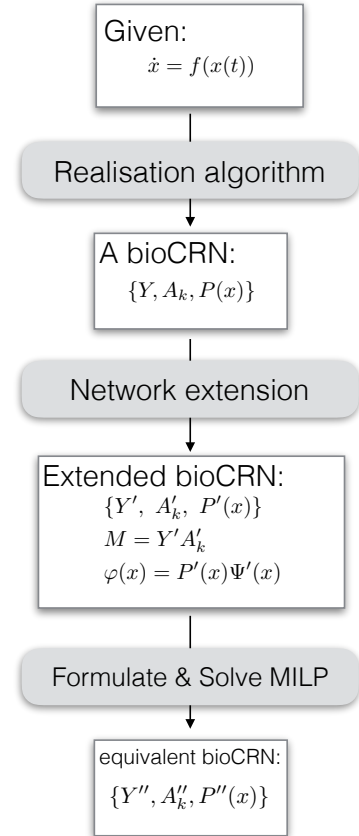 Given:
ẋ = f(x(t))
Realisation algorithm
A bioCRN:
{Y, A_k, P(x)}
Network extension
Extended bioCRN:
{Y′, A′_k, P′(x)}
M = Y′A′_k
φ(x) = P′(x)Ψ′(x)
Formulate & Solve MILP
equivalent bioCRN:
{Y″, A″_k, P″(x)}